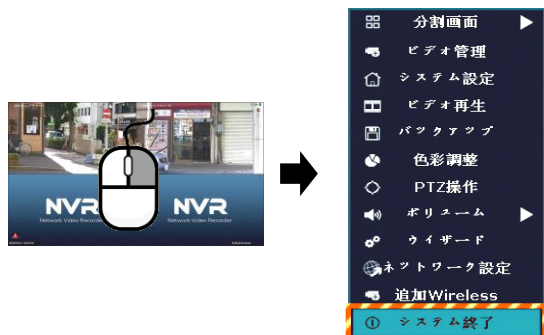 NVR
Network Video Recorder
NVR
Network Video Recorder
分割画面
ビデオ管理
システム設定
ビデオ再生
バックアップ
色彩調整
PTZ操作
ボリューム
ウイザード
ネットワーク設定
追加Wireless
システム終了